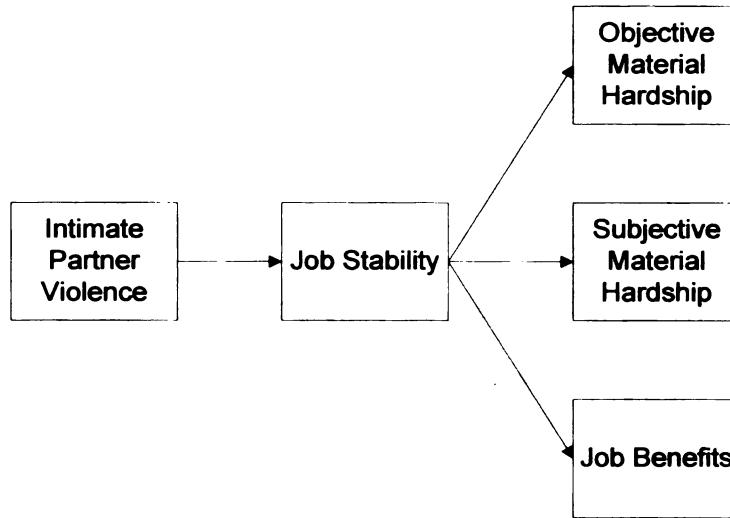 Objective
Material
Hardship
Intimate
Partner
Violence
Job Stability
Subjective
Material
Hardship
Job Benefits